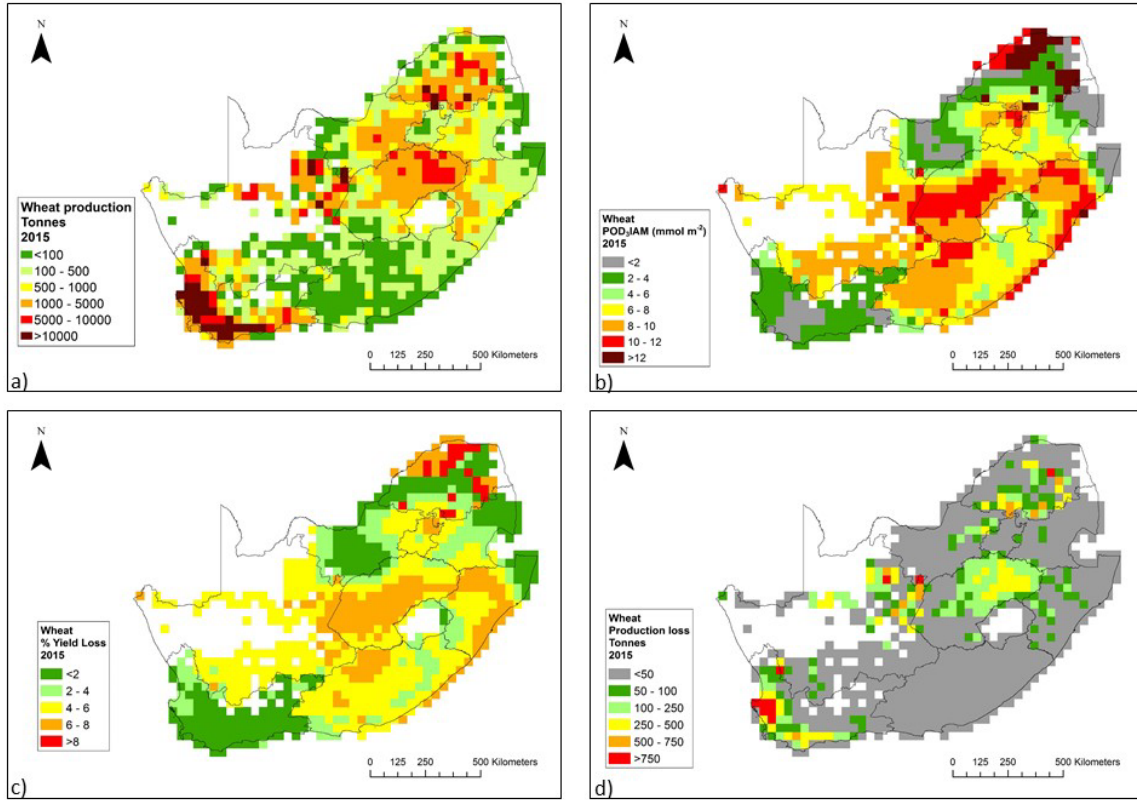 N
Wheat production
Tonnes
2015
<100
100 - 500
500 - 1000
1000 - 5000
5000 - 10000
>10000
0 125 250 500 Kilometers
a)
N
Wheat
POD₃IAM (mmol m⁻²)
2015
<2
2 - 4
4 - 6
6 - 8
8 - 10
10 - 12
>12
0 125 250 500 Kilometers
b)
N
Wheat
% Yield Loss
2015
<2
2 - 4
4 - 6
6 - 8
>8
0 125 250 500 Kilometers
c)
N
Wheat
Production loss
Tonnes
2015
<50
50 - 100
100 - 250
250 - 500
500 - 750
>750
0 125 250 500 Kilometers
d)